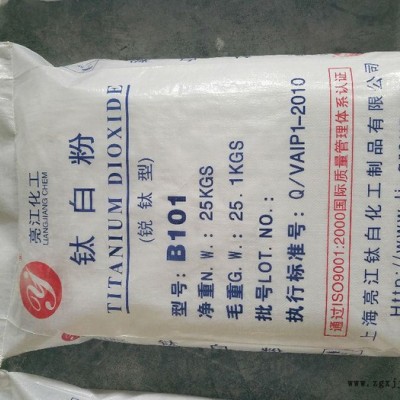 亮江化工
LIANGJIANG CHEM
钛白粉
TITANIUM DIOXIDE
(锐钛型)
型号: B101
净重N.W.: 25KGS
毛重G.W.: 25.1KGS
批号LOT.NO.:
执行标准号: Q/VAIP1-2010
通过ISO9001:2000国际质量管理体系认证
上海亮江钛白化工制品有限公司